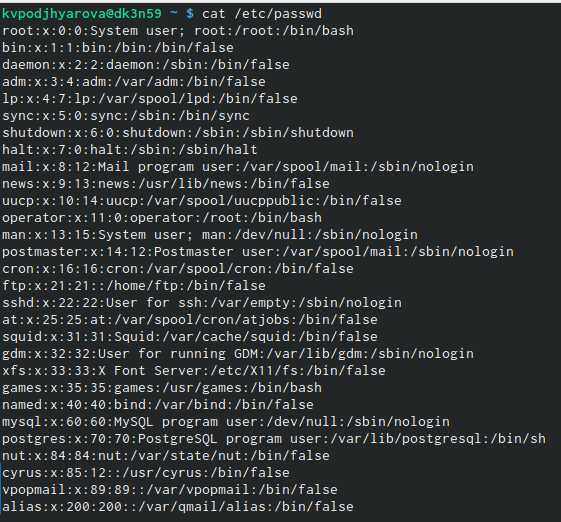 kvpodjhyarova@dk3n59 ~ $ cat /etc/passwd
root:x:0:0:System user; root:/root:/bin/bash
bin:x:1:1:bin:/bin:/bin/false
daemon:x:2:2:daemon:/sbin:/bin/false
adm:x:3:4:adm:/var/adm:/bin/false
lp:x:4:7:lp:/var/spool/lpd:/bin/false
sync:x:5:0:sync:/sbin:/bin/sync
shutdown:x:6:0:shutdown:/sbin:/sbin/shutdown
halt:x:7:0:halt:/sbin:/sbin/halt
mail:x:8:12:Mail program user:/var/spool/mail:/sbin/nologin
news:x:9:13:news:/usr/lib/news:/bin/false
uucp:x:10:14:uucp:/var/spool/uucppublic:/bin/false
operator:x:11:0:operator:/root:/bin/bash
man:x:13:15:System user; man:/dev/null:/sbin/nologin
postmaster:x:14:12:Postmaster user:/var/spool/mail:/sbin/nologin
cron:x:16:16:cron:/var/spool/cron:/bin/false
ftp:x:21:21::/home/ftp:/bin/false
sshd:x:22:22:User for ssh:/var/empty:/sbin/nologin
at:x:25:25:at:/var/spool/cron/atjobs:/bin/false
squid:x:31:31:Squid:/var/cache/squid:/bin/false
gdm:x:32:32:User for running GDM:/var/lib/gdm:/sbin/nologin
xfs:x:33:33:X Font Server:/etc/X11/fs:/bin/false
games:x:35:35:games:/usr/games:/bin/bash
named:x:40:40:bind:/var/bind:/bin/false
mysql:x:60:60:MySQL program user:/dev/null:/sbin/nologin
postgres:x:70:70:PostgreSQL program user:/var/lib/postgresql:/bin/sh
nut:x:84:84:nut:/var/state/nut:/bin/false
cyrus:x:85:12::/usr/cyrus:/bin/false
vpopmail:x:89:89::/var/vpopmail:/bin/false
alias:x:200:200::/var/qmail/alias:/bin/false